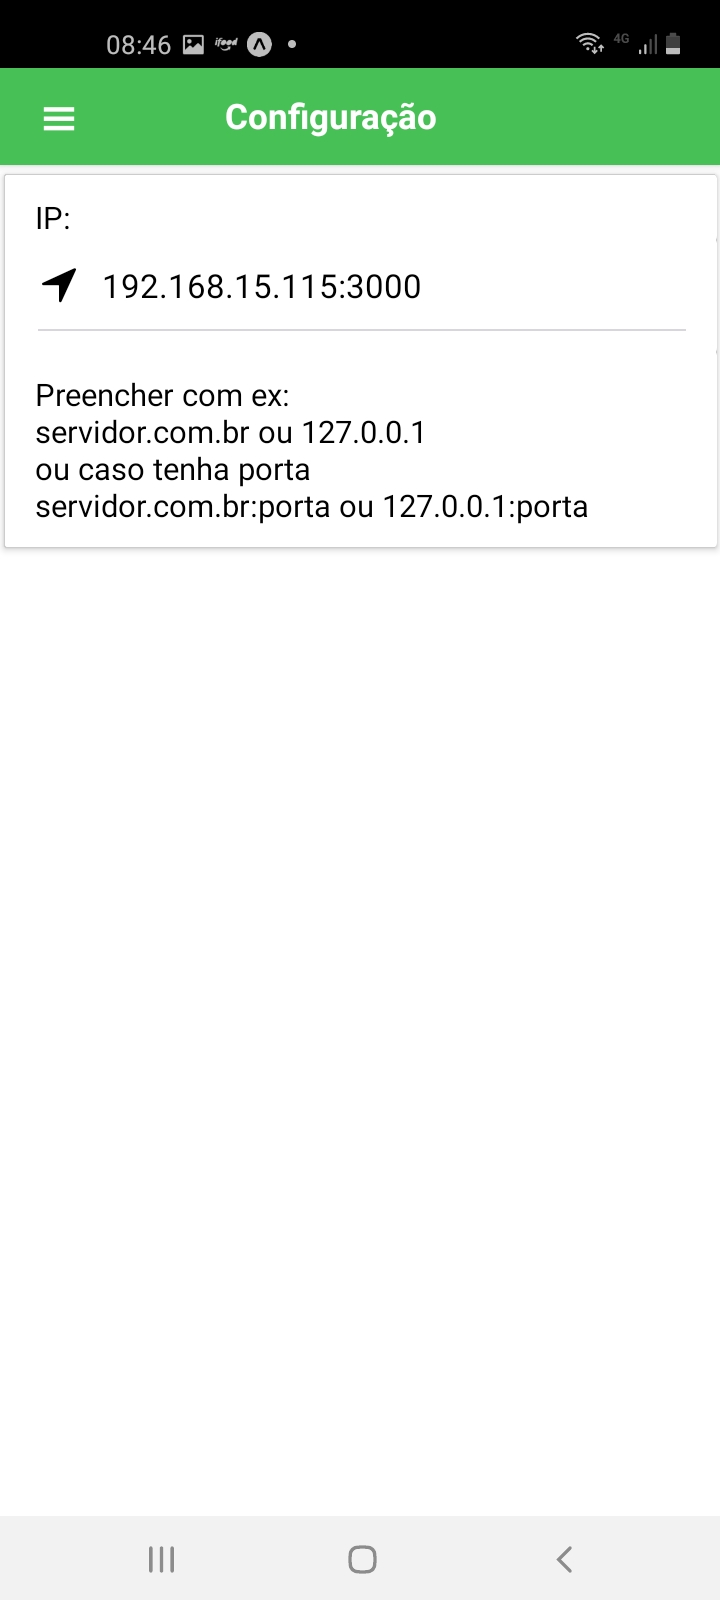 08:46 ifood 4G
Configuração
IP:
192.168.15.115:3000
Preencher com ex:
servidor.com.br ou 127.0.0.1
ou caso tenha porta
servidor.com.br:porta ou 127.0.0.1:porta